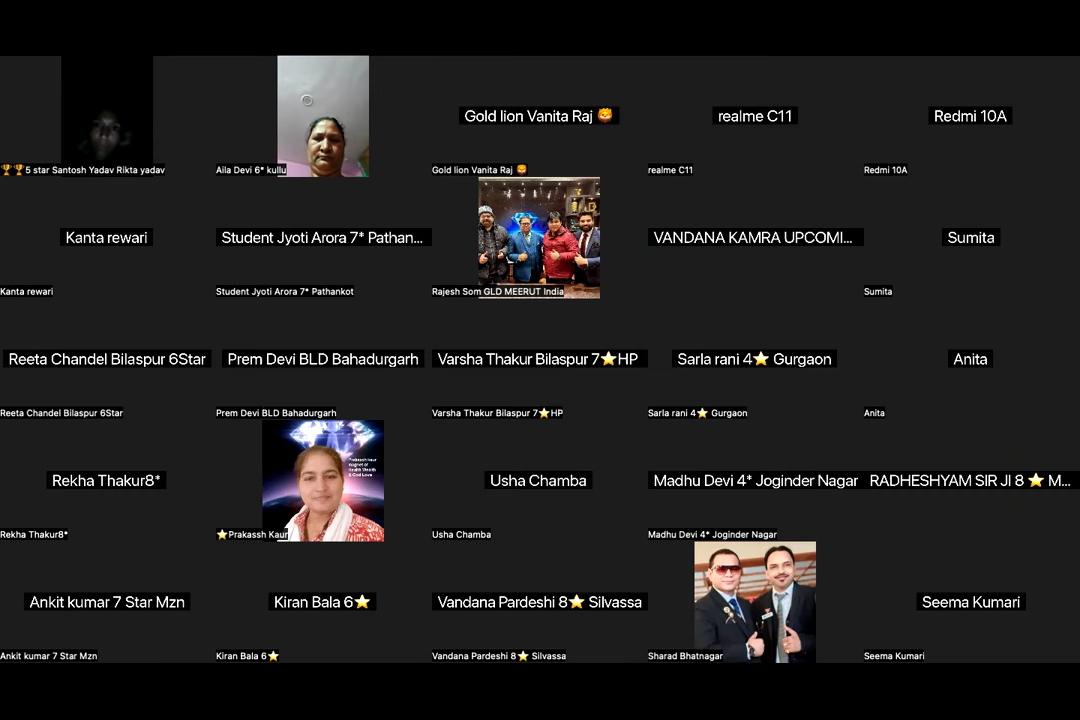 Gold lion Vanita Raj 🦁
realme C11
Redmi 10A
🏆🏆5 star Santosh Yadav Rikta yadav
Aila Devi 6* kullu
Gold lion Vanita Raj 🦁
realme C11
Redmi 10A
Kanta rewari
Student Jyoti Arora 7* Pathan...
VANDANA KAMRA UPCOMI...
Sumita
Kanta rewari
Student Jyoti Arora 7* Pathankot
Rajesh Som GLD MEERUT India
Sumita
Reeta Chandel Bilaspur 6Star
Prem Devi BLD Bahadurgarh
Varsha Thakur Bilaspur 7⭐HP
Sarla rani 4⭐ Gurgaon
Anita
Reeta Chandel Bilaspur 6Star
Prem Devi BLD Bahadurgarh
Varsha Thakur Bilaspur 7⭐HP
Sarla rani 4⭐ Gurgaon
Anita
Rekha Thakur8*
Usha Chamba
Madhu Devi 4* Joginder Nagar
RADHESHYAM SIR JI 8 ⭐ M...
Rekha Thakur8*
⭐Prakassh Kaur
Usha Chamba
Madhu Devi 4* Joginder Nagar
Ankit kumar 7 Star Mzn
Kiran Bala 6⭐
Vandana Pardeshi 8⭐ Silvassa
Seema Kumari
Ankit kumar 7 Star Mzn
Kiran Bala 6⭐
Vandana Pardeshi 8⭐ Silvassa
Sharad Bhatnagar
Seema Kumari